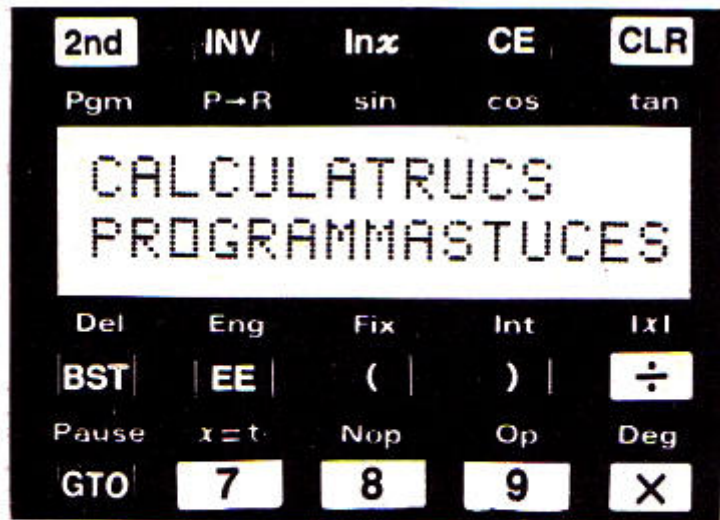 2nd INV lnx CE CLR
Pgm P→R sin cos tan
CALCULATRUCS
PROGRAMMASTUCES
Del Eng Fix Int |x|
BST EE ( ) ÷
Pause x=t Nop Op Deg
GTO 7 8 9 ×